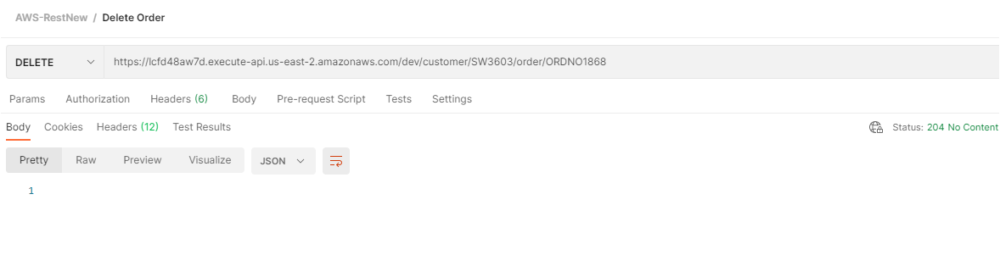 AWS-RestNew / Delete Order
DELETE https://lcfd48aw7d.execute-api.us-east-2.amazonaws.com/dev/customer/SW3603/order/ORDNO1868
Params Authorization Headers (6) Body Pre-request Script Tests Settings
Body Cookies Headers (12) Test Results Status: 204 No Content
Pretty Raw Preview Visualize JSON
1